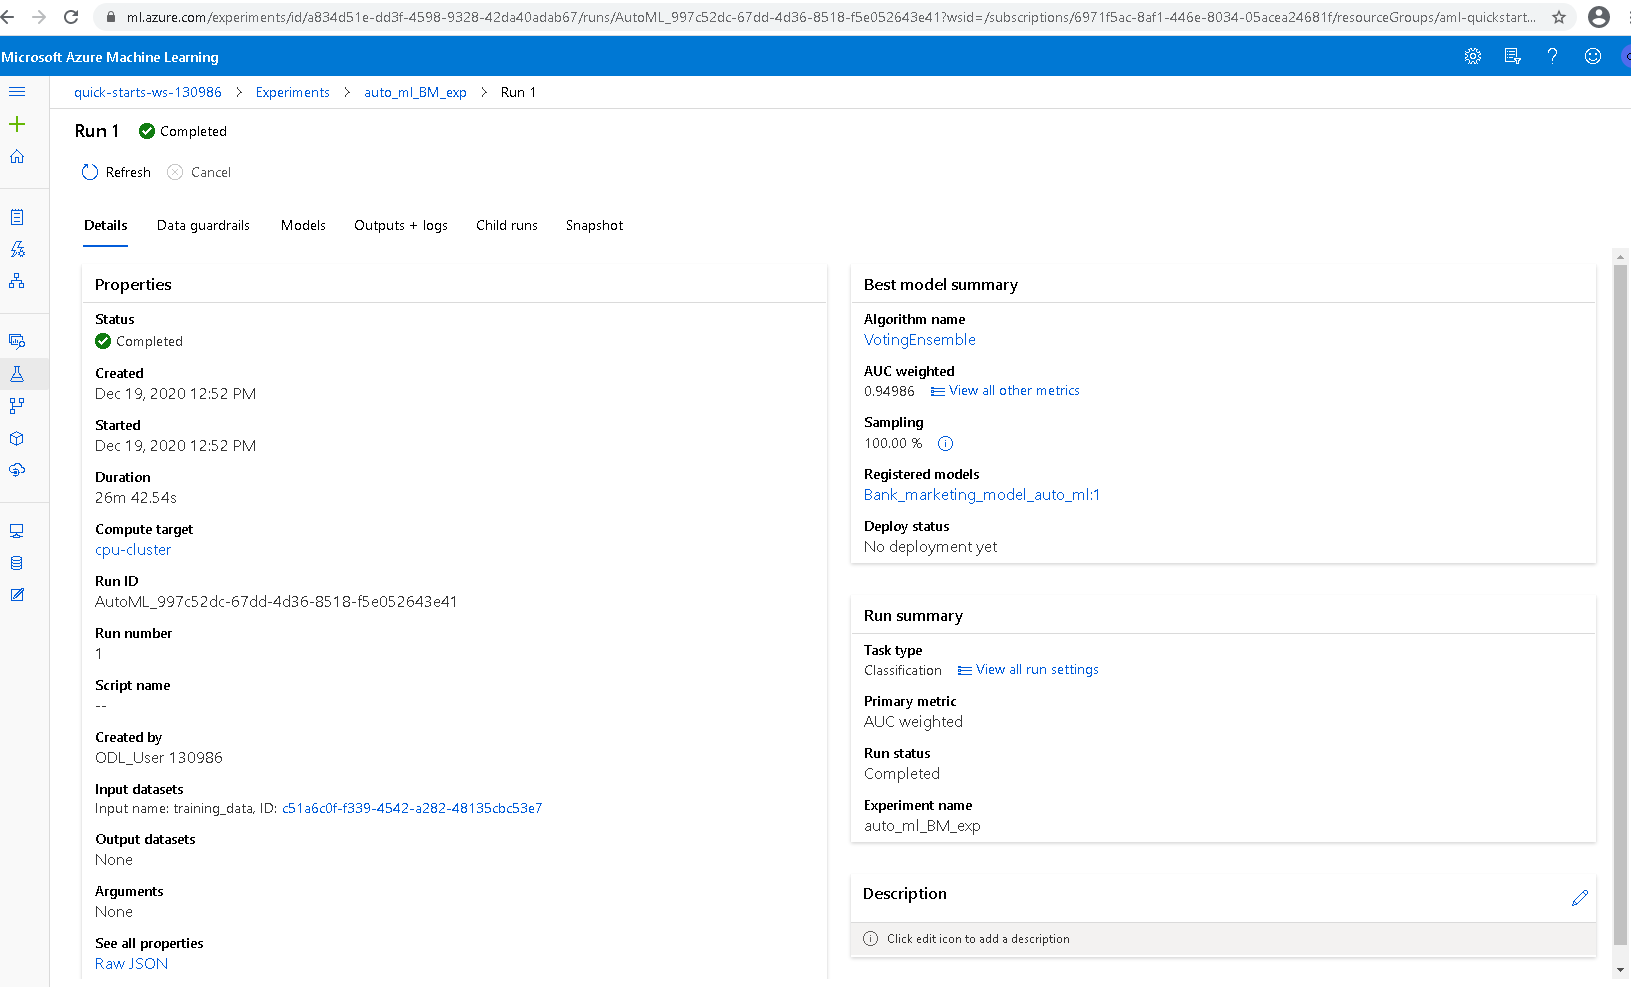 ml.azure.com/experiments/id/a834d51e-dd3f-4598-9328-42da40adab67/runs/AutoML_997c52dc-67dd-4d36-8518-f5e052643e41?wsid=/subscriptions/6971f5ac-8af1-446e-8034-05acea24681f/resourceGroups/aml-quickstart...
Microsoft Azure Machine Learning
quick-starts-ws-130986 > Experiments > auto_ml_BM_exp > Run 1
Run 1 Completed
Refresh Cancel
Details Data guardrails Models Outputs + logs Child runs Snapshot
Properties
Status
Completed
Created
Dec 19, 2020 12:52 PM
Started
Dec 19, 2020 12:52 PM
Duration
26m 42.54s
Compute target
cpu-cluster
Run ID
AutoML_997c52dc-67dd-4d36-8518-f5e052643e41
Run number
1
Script name
--
Created by
ODL_User 130986
Input datasets
Input name: training_data, ID: c51a6c0f-f339-4542-a282-48135cbc53e7
Output datasets
None
Arguments
None
See all properties
Raw JSON
Best model summary
Algorithm name
VotingEnsemble
AUC weighted
0.94986 View all other metrics
Sampling
100.00 %
Registered models
Bank_marketing_model_auto_ml:1
Deploy status
No deployment yet
Run summary
Task type
Classification View all run settings
Primary metric
AUC weighted
Run status
Completed
Experiment name
auto_ml_BM_exp
Description
Click edit icon to add a description